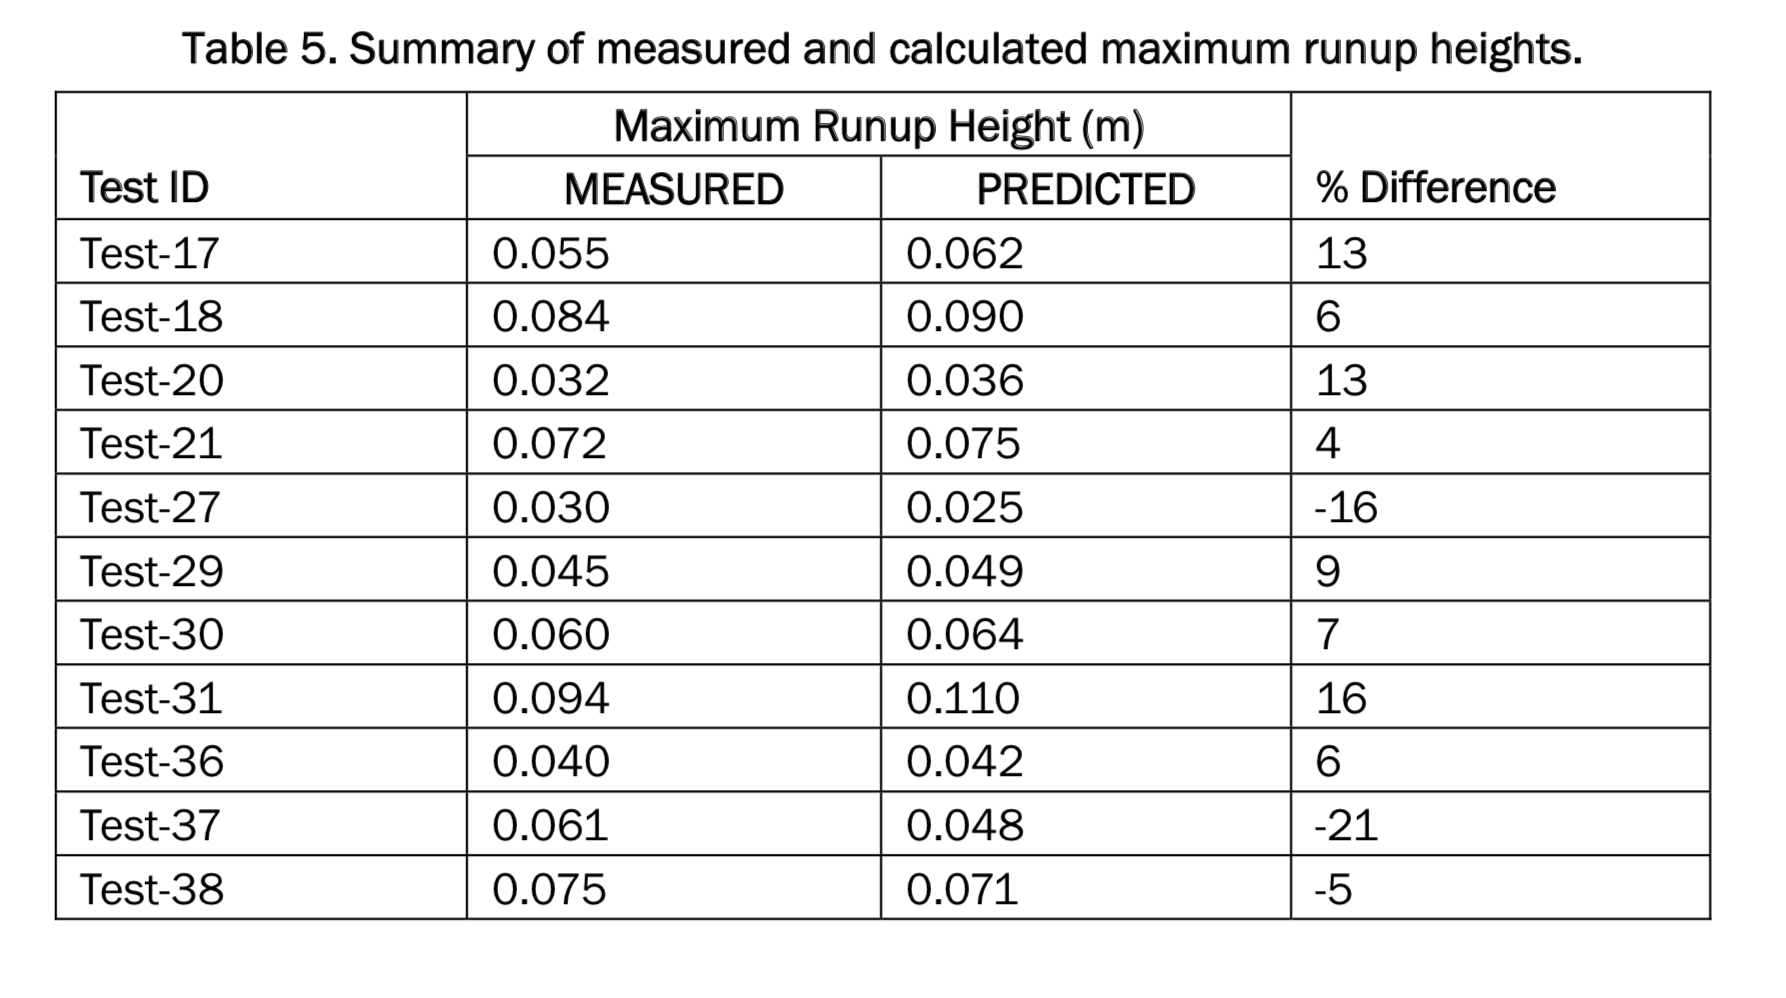 Table 5. Summary of measured and calculated maximum runup heights.
Test ID Maximum Runup Height (m) % Difference
MEASURED PREDICTED
Test-17 0.055 0.062 13
Test-18 0.084 0.090 6
Test-20 0.032 0.036 13
Test-21 0.072 0.075 4
Test-27 0.030 0.025 -16
Test-29 0.045 0.049 9
Test-30 0.060 0.064 7
Test-31 0.094 0.110 16
Test-36 0.040 0.042 6
Test-37 0.061 0.048 -21
Test-38 0.075 0.071 -5